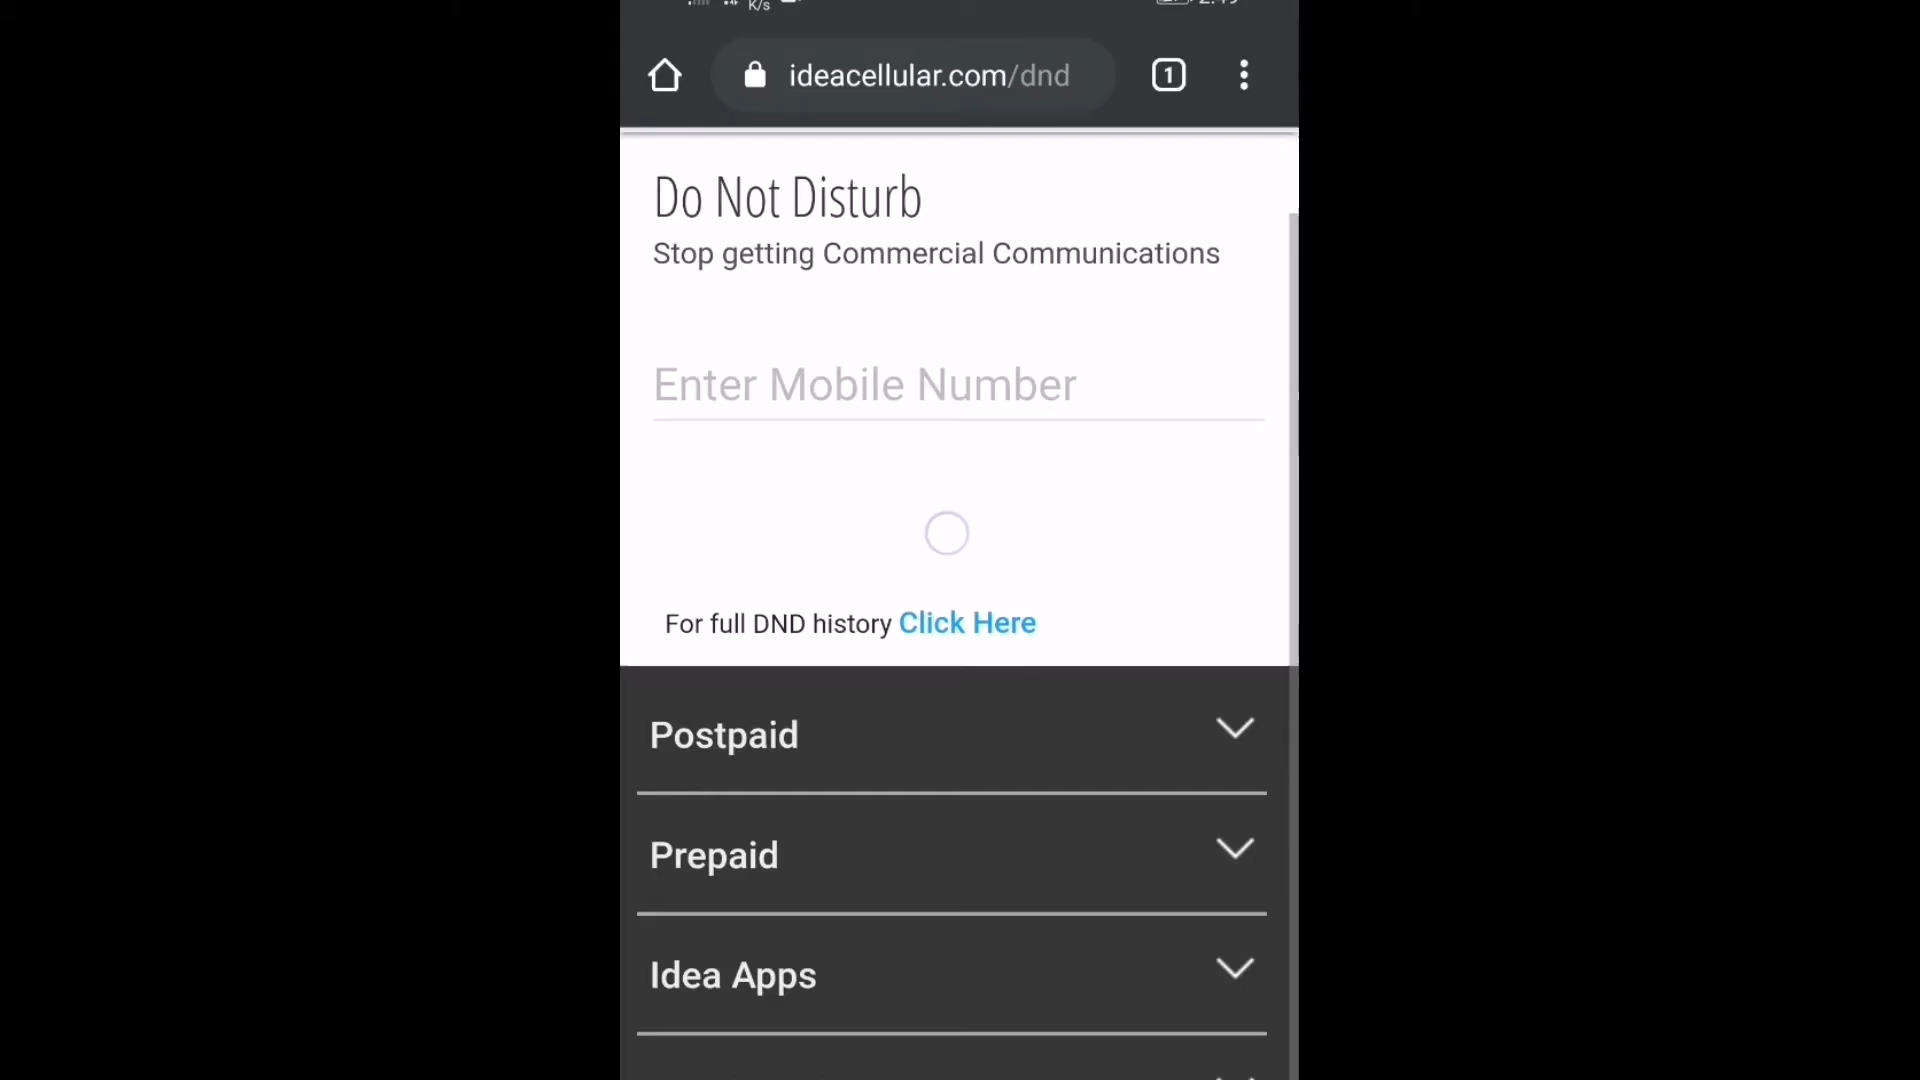 K/s
ideacellular.com/dnd
1
Do Not Disturb
Stop getting Commercial Communications
Enter Mobile Number
For full DND history Click Here
Postpaid
Prepaid
Idea Apps